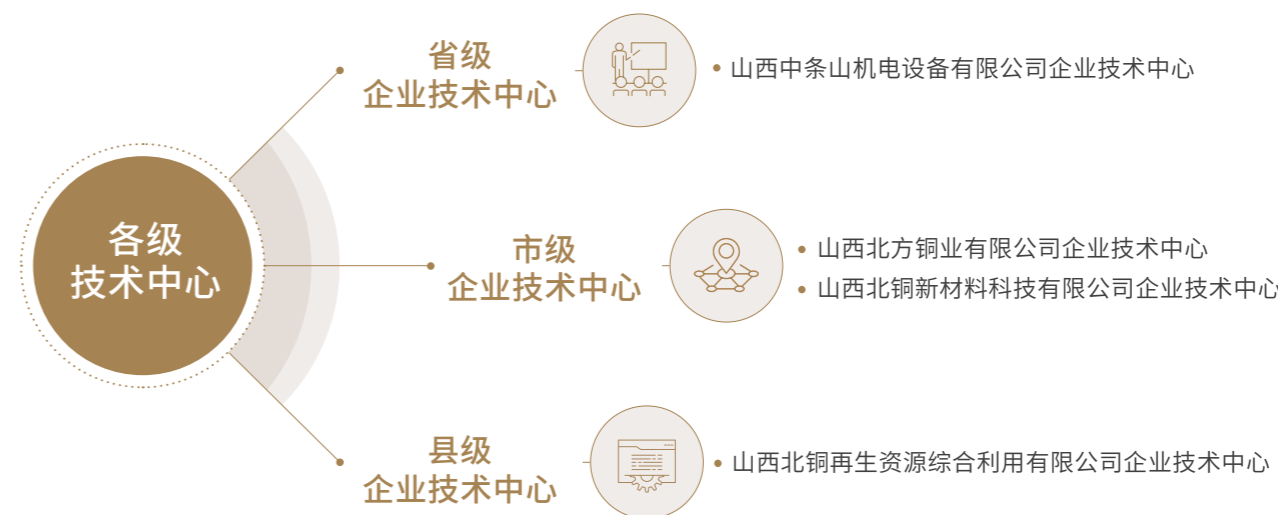 各级
技术中心
省级
企业技术中心
山西中条山机电设备有限公司企业技术中心
市级
企业技术中心
山西北方铜业有限公司企业技术中心
山西北铜新材料科技有限公司企业技术中心
县级
企业技术中心
山西北铜再生资源综合利用有限公司企业技术中心